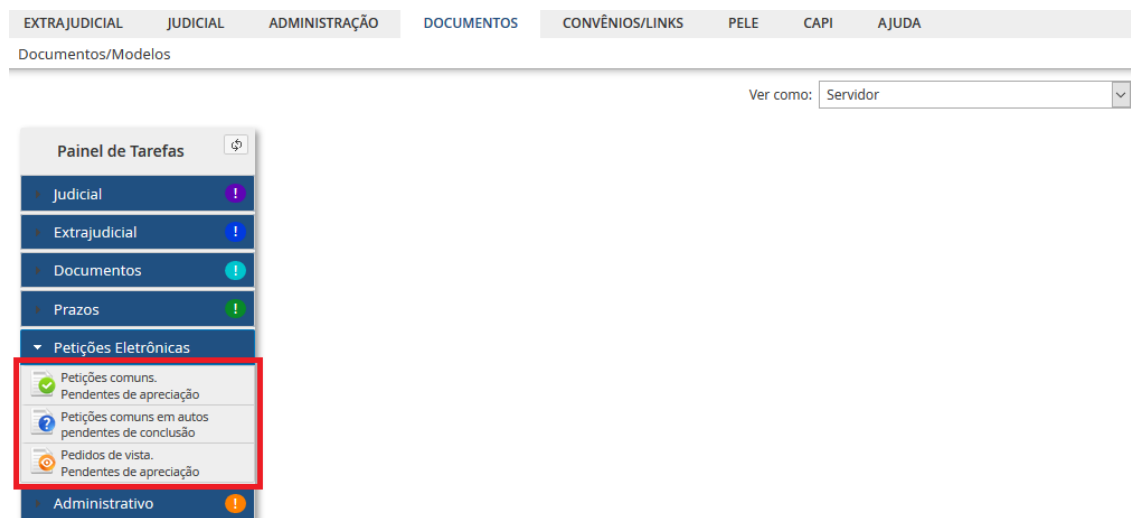 EXTRAJUDICIAL JUDICIAL ADMINISTRAÇÃO DOCUMENTOS CONVÊNIOS/LINKS PELE CAPI AJUDA
Documentos/Modelos
Ver como: Servidor
Painel de Tarefas
Judicial !
Extrajudicial !
Documentos !
Prazos !
Petições Eletrônicas
Petições comuns.
Pendentes de apreciação
Petições comuns em autos
pendentes de conclusão
Pedidos de vista.
Pendentes de apreciação
Administrativo !